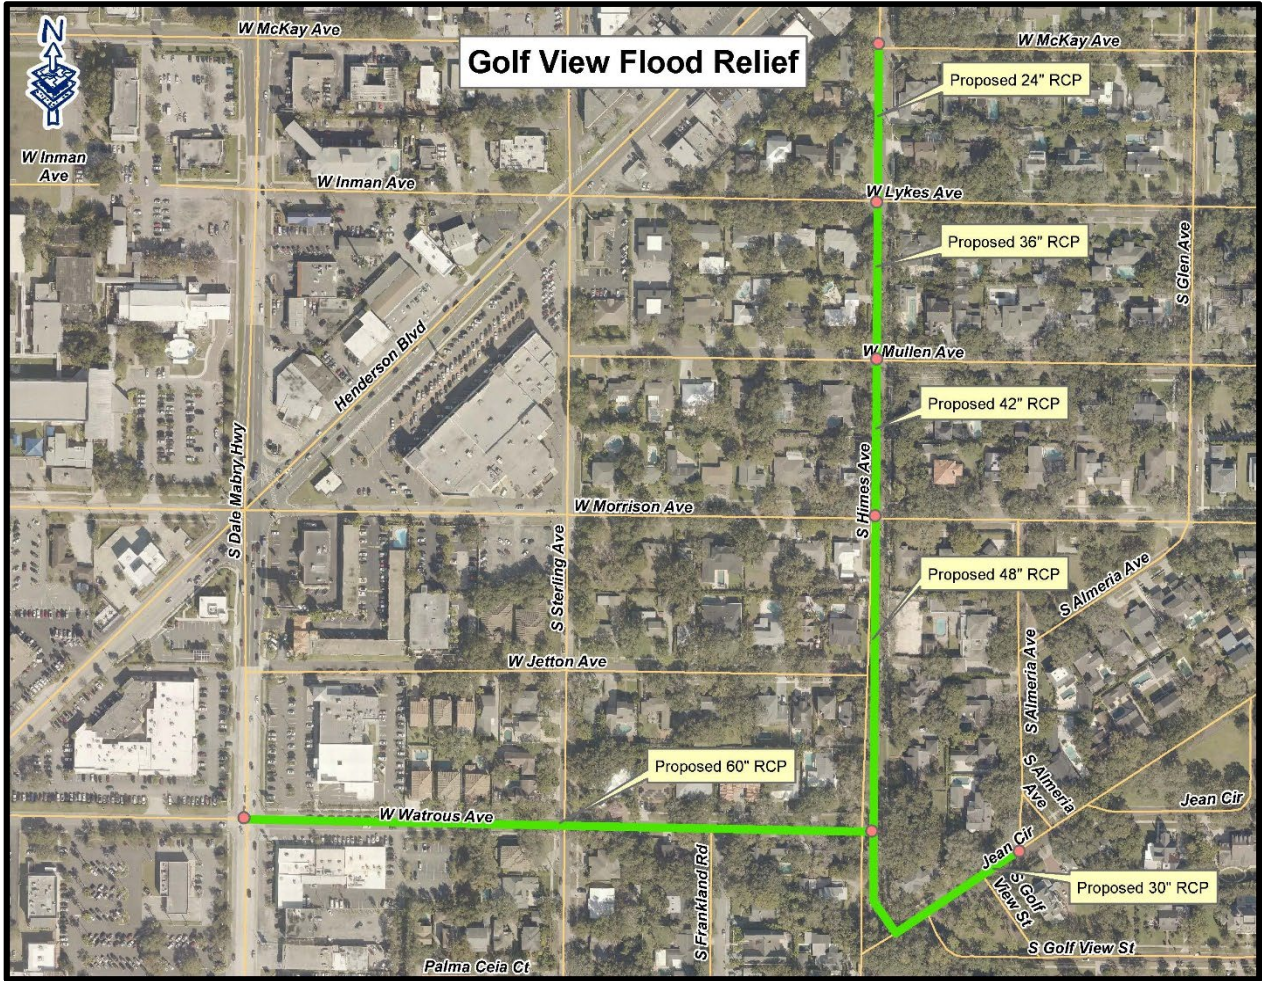 N
W McKay Ave
Golf View Flood Relief
W McKay Ave
Proposed 24" RCP
W Inman
Ave
W Inman Ave
W Lykes Ave
Proposed 36" RCP
S Glen Ave
Henderson Blvd
W Mullen Ave
Proposed 42" RCP
S Dale Mabry Hwy
W Morrison Ave
S Himes Ave
S Sterling Ave
Proposed 48" RCP
S Almeria Ave
S Almeria Ave
W Jetton Ave
Proposed 60" RCP
S Almeria
Ave
Jean Cir
W Watrous Ave
Jean Cir
S Frankland Rd
Proposed 30" RCP
S Golf
View St
S Golf View St
Palma Ceia Ct